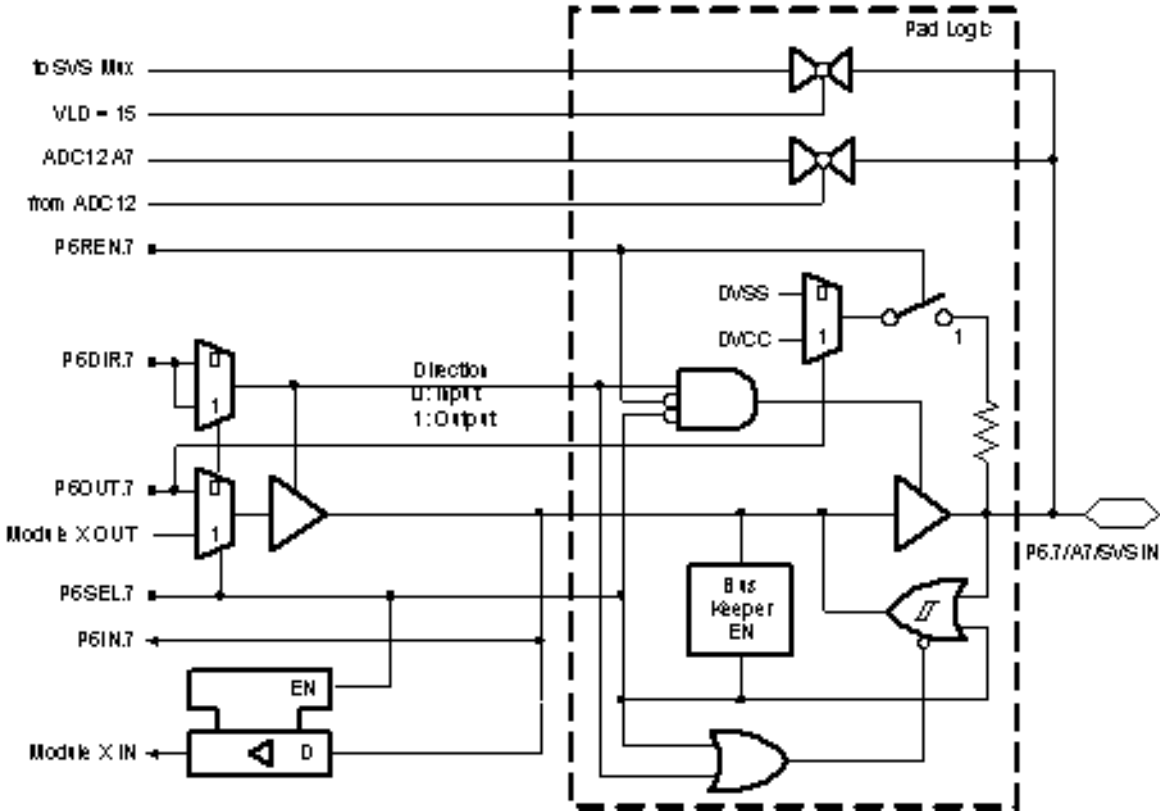 Pad Logic
to SVS Mux
VLD = 15
ADC12 A7
from ADC12
P6REN.7
DVSS
0
DVCC
1
1
P6DIR.7
0
1
Direction
0: Input
1: Output
P6OUT.7
0
Module X OUT
1
P6.7/A7/SVSIN
P6SEL.7
Bus
Keeper
EN
P6IN.7
EN
Module X IN
D